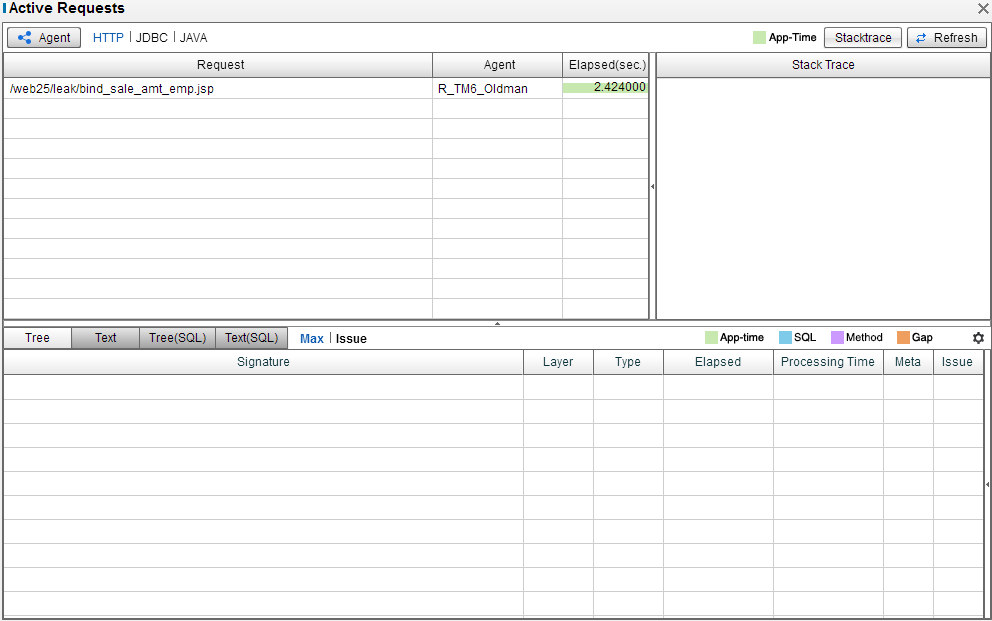 Active Requests
Agent HTTP JDBC JAVA App-Time Stacktrace Refresh
Request Agent Elapsed(sec.) Stack Trace
/web25/leak/bind_sale_amt_emp.jsp R_TM6_Oldman 2.424000
Tree Text Tree(SQL) Text(SQL) Max Issue App-time SQL Method Gap
Signature Layer Type Elapsed Processing Time Meta Issue